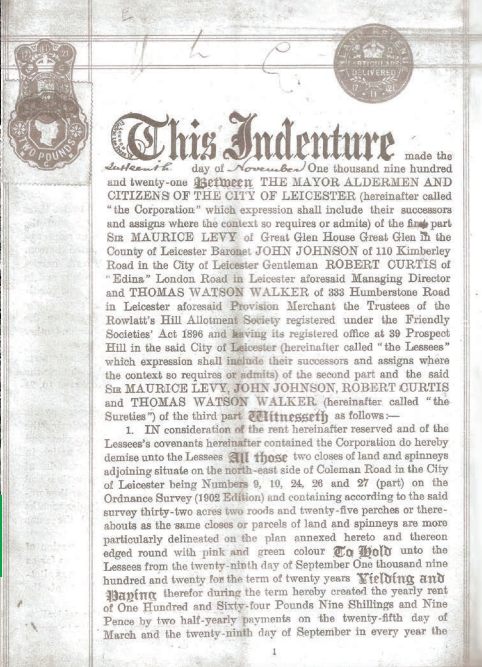 TWO POUNDS
LAND REVENUE
PARTICULARS
DELIVERED
This Indenture made the
Sixteenth day of November One thousand nine hundred
and twenty-one Between THE MAYOR ALDERMEN AND
CITIZENS OF THE CITY OF LEICESTER (hereinafter called
"the Corporation" which expression shall include their successors
and assigns where the context so requires or admits) of the first part
SIR MAURICE LEVY of Great Glen House Great Glen in the
County of Leicester Baronet JOHN JOHNSON of 110 Kimberley
Road in the City of Leicester Gentleman ROBERT CURTIS of
"Edina" London Road in Leicester aforesaid Managing Director
and THOMAS WATSON WALKER of 333 Humberstone Road
in Leicester aforesaid Provision Merchant the Trustees of the
Rowlatt's Hill Allotment Society registered under the Friendly
Societies' Act 1896 and having its registered office at 39 Prospect
Hill in the said City of Leicester (hereinafter called "the Lessees"
which expression shall include their successors and assigns where
the context so requires or admits) of the second part and the said
SIR MAURICE LEVY, JOHN JOHNSON, ROBERT CURTIS
and THOMAS WATSON WALKER (hereinafter called "the
Sureties") of the third part Witnesseth as follows:—
1. IN consideration of the rent hereinafter reserved and of the
Lessee's covenants hereinafter contained the Corporation do hereby
demise unto the Lessees All those two closes of land and spinneys
adjoining situate on the north-east side of Coleman Road in the City
of Leicester being Numbers 9, 10, 24, 26 and 27 (part) on the
Ordnance Survey (1902 Edition) and containing according to the said
survey thirty-two acres two roods and twenty-five perches or there-
abouts as the same closes or parcels of land and spinneys are more
particularly delineated on the plan annexed hereto and thereon
edged round with pink and green colour To Hold unto the
Lessees from the twenty-ninth day of September One thousand nine
hundred and twenty for the term of twenty years Yielding and
Paying therefor during the term hereby created the yearly rent
of One Hundred and Sixty-four Pounds Nine Shillings and Nine
Pence by two half-yearly payments on the twenty-fifth day of
March and the twenty-ninth day of September in every year the
1